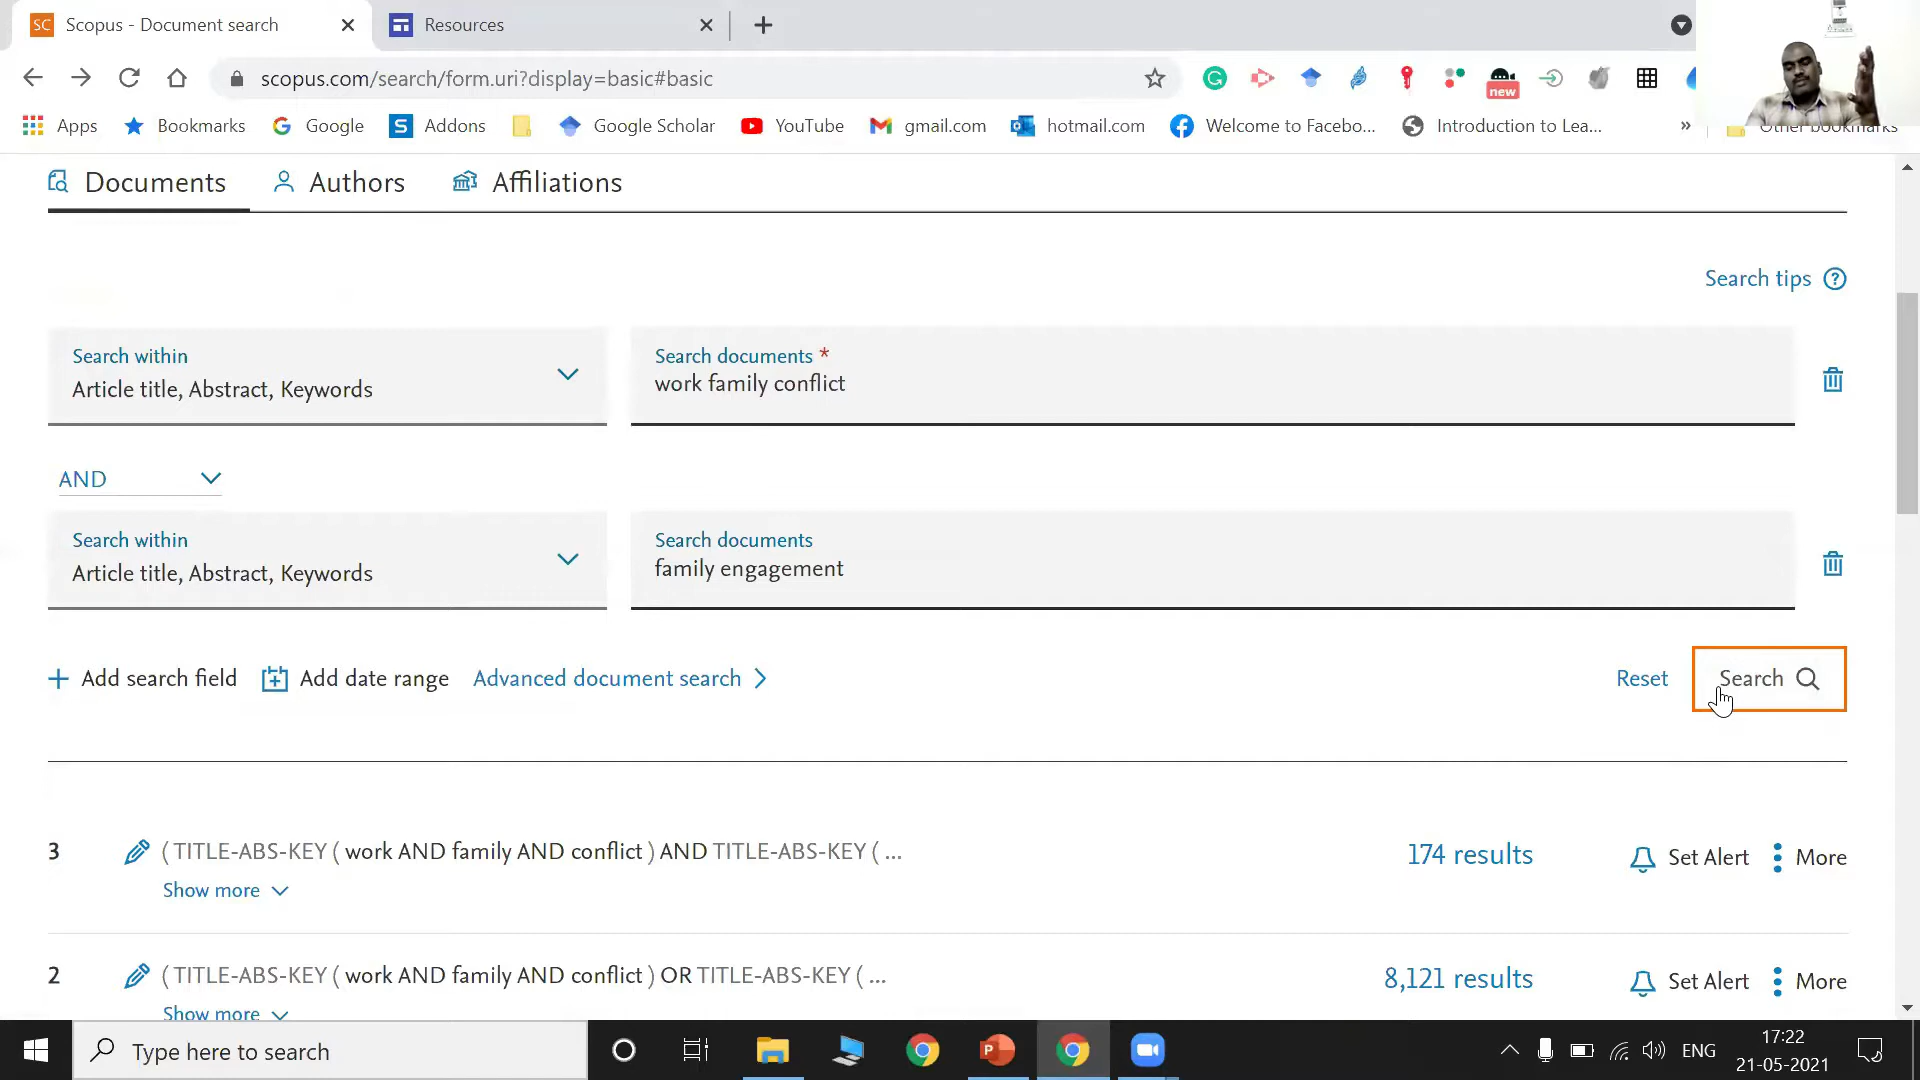 SC Scopus - Document search
Resources
scopus.com/search/form.uri?display=basic#basic
new
Apps
Bookmarks
Google
S Addons
Google Scholar
YouTube
gmail.com
hotmail.com
Welcome to Facebo...
Introduction to Lea...
»
Other bookmarks
Documents
Authors
Affiliations
Search tips
Search within
Article title, Abstract, Keywords
Search documents *
work family conflict
AND
Search within
Article title, Abstract, Keywords
Search documents
family engagement
Add search field
Add date range
Advanced document search
Reset
Search
3
( TITLE-ABS-KEY ( work AND family AND conflict ) AND TITLE-ABS-KEY ( ...
174 results
Set Alert
More
Show more
2
( TITLE-ABS-KEY ( work AND family AND conflict ) OR TITLE-ABS-KEY ( ...
8,121 results
Set Alert
More
Show more
Type here to search
ENG
17:22
21-05-2021